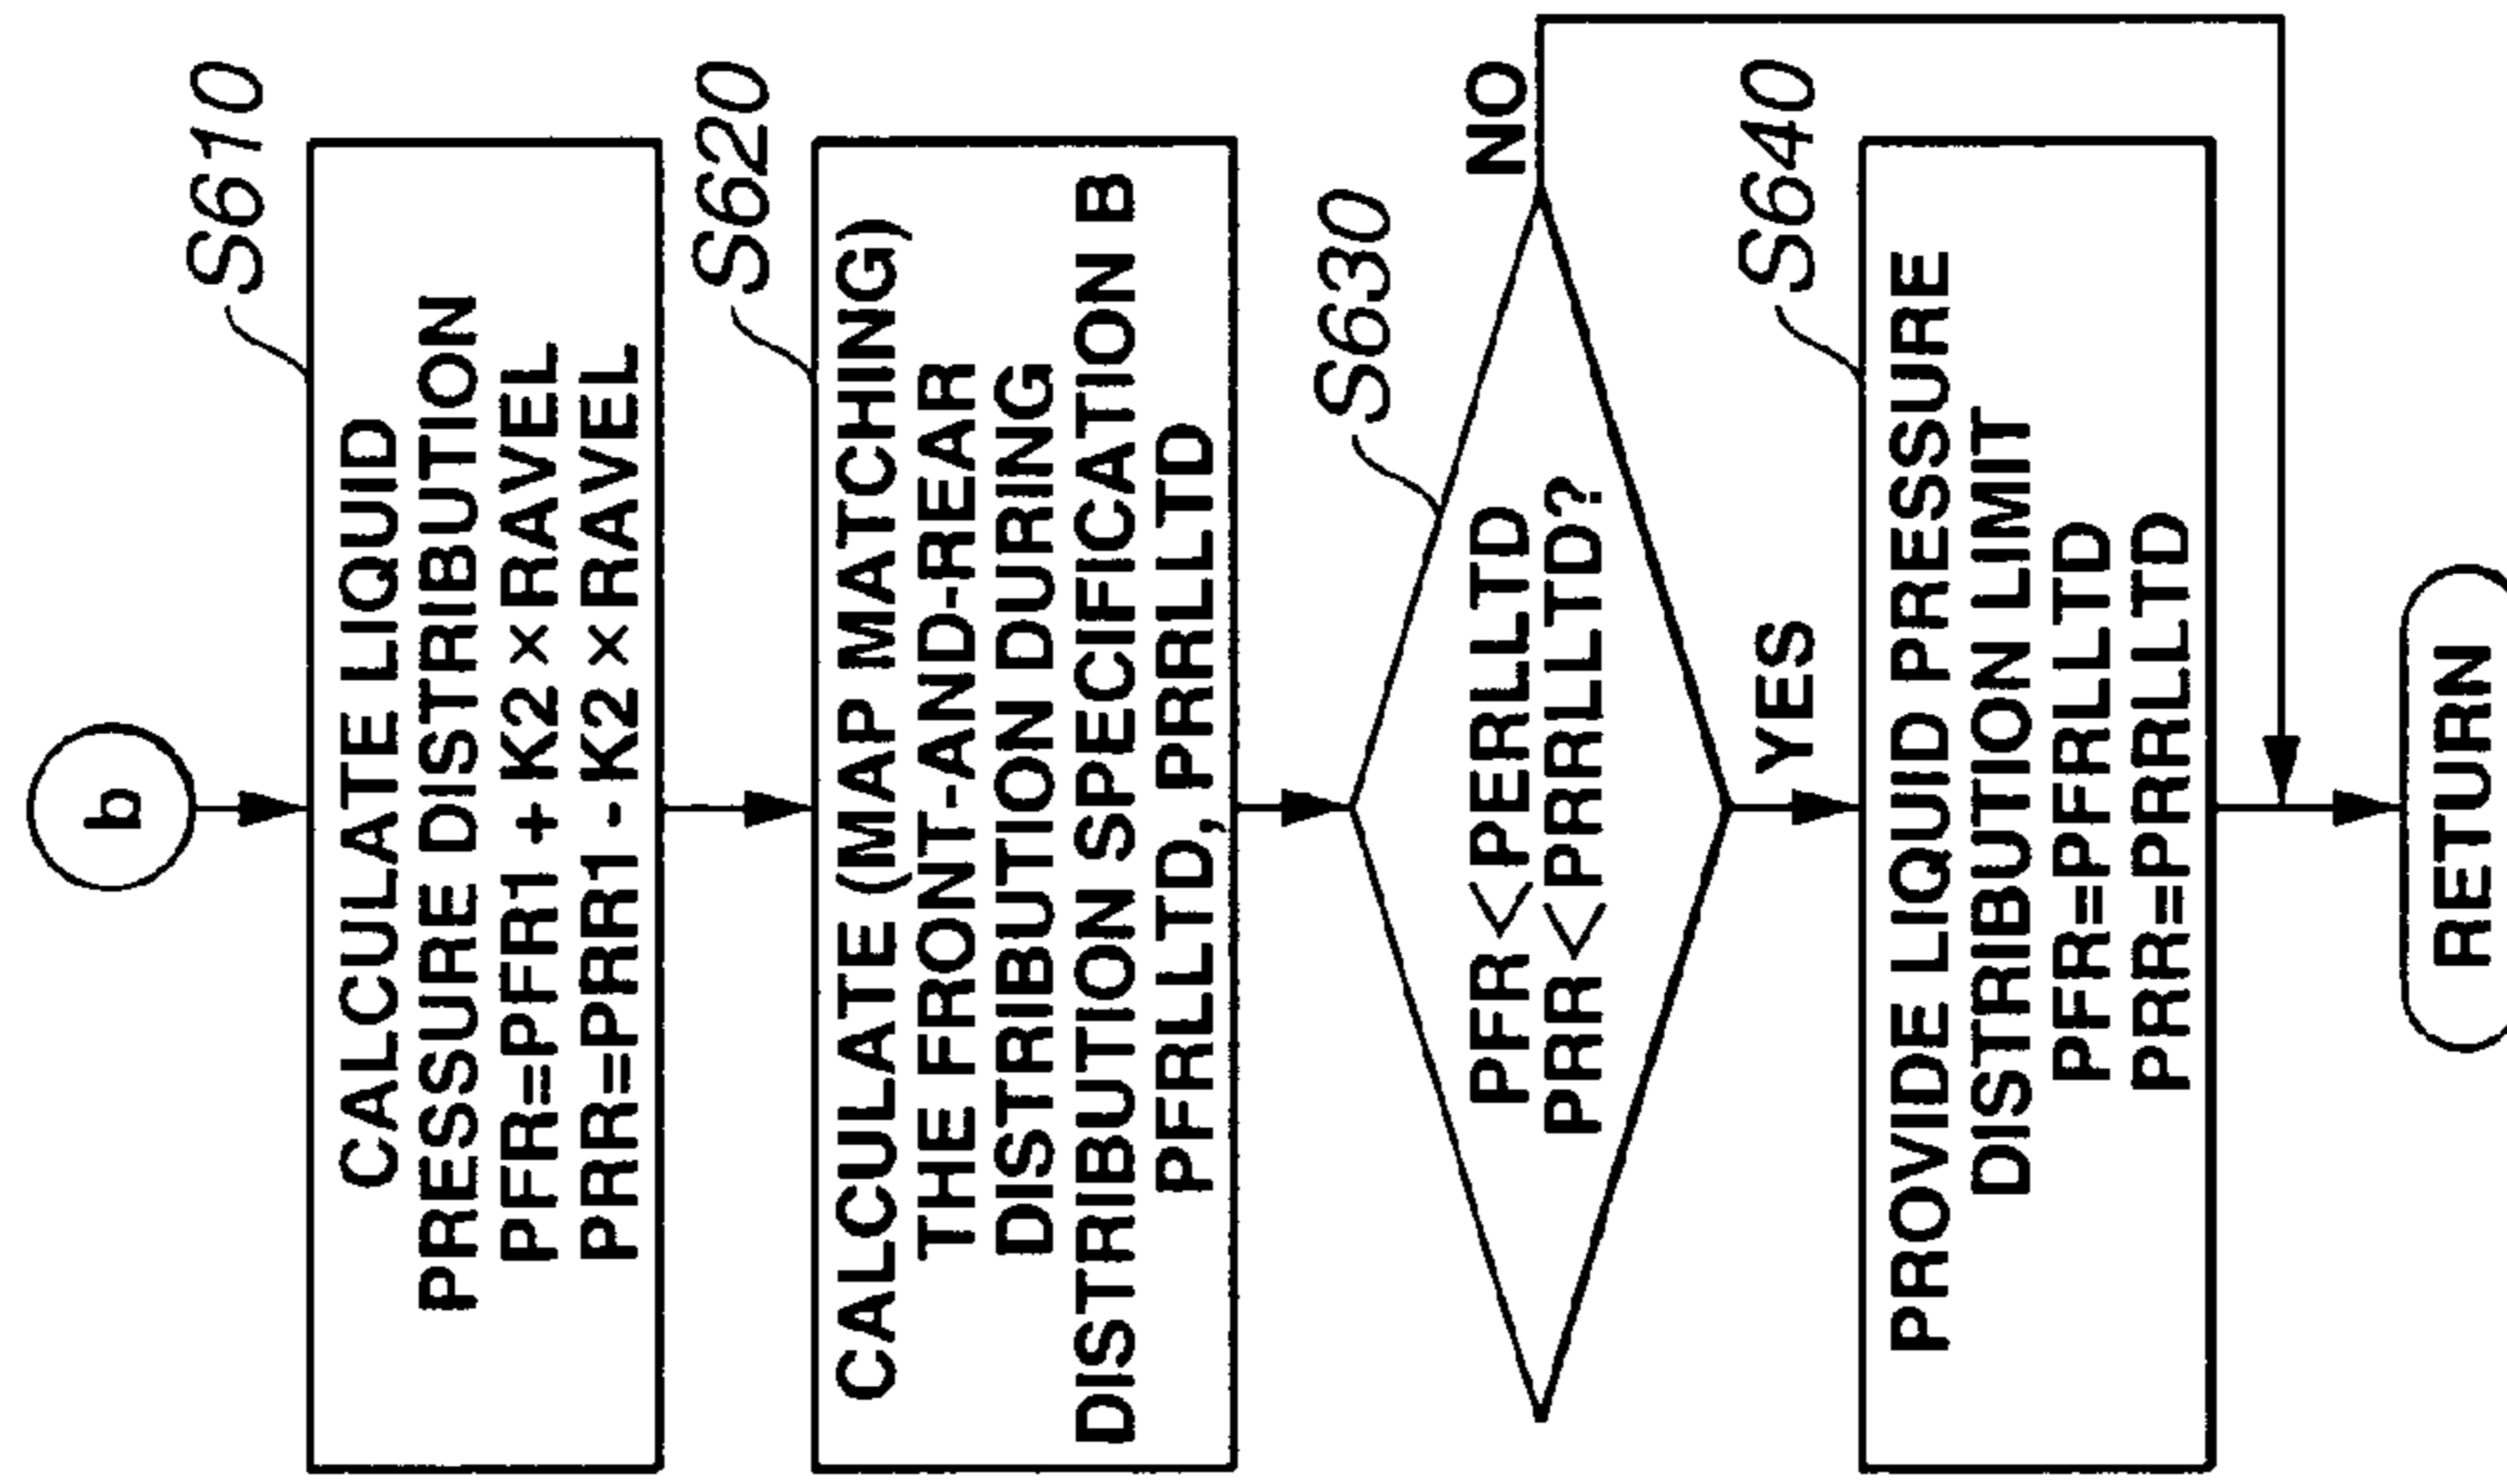 b
S610
CALCULATE LIQUID
PRESSURE DISTRIBUTION
PFR=PFR1 + K2×RAVEL
PRR=PRR1 - K2×RAVEL
S620
CALCULATE (MAP MATCHING)
THE FRONT-AND-REAR
DISTRIBUTION DURING
DISTRIBUTION SPECIFICATION B
PFRLLTD, PRRLLTD
S630
PFR<PERLLTD
PRR<PRRLLTD?
NO
YES
S640
PROVIDE LIQUID PRESSURE
DISTRIBUTION LIMIT
PFR=PFRLLTD
PRR=PRRLLTD
RETURN